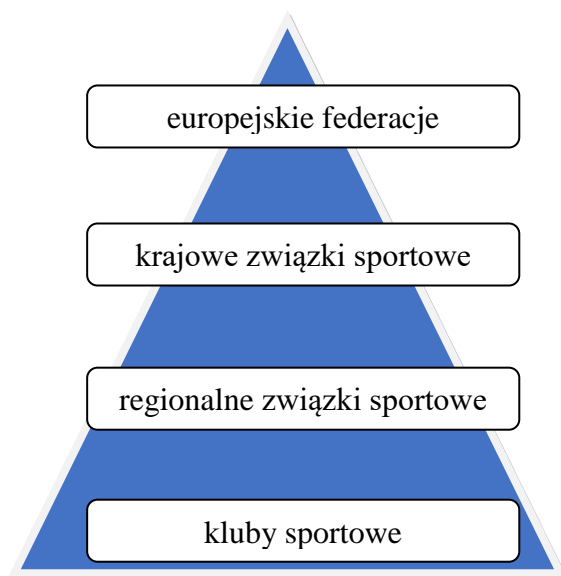 europejskie federacje
krajowe związki sportowe
regionalne związki sportowe
kluby sportowe